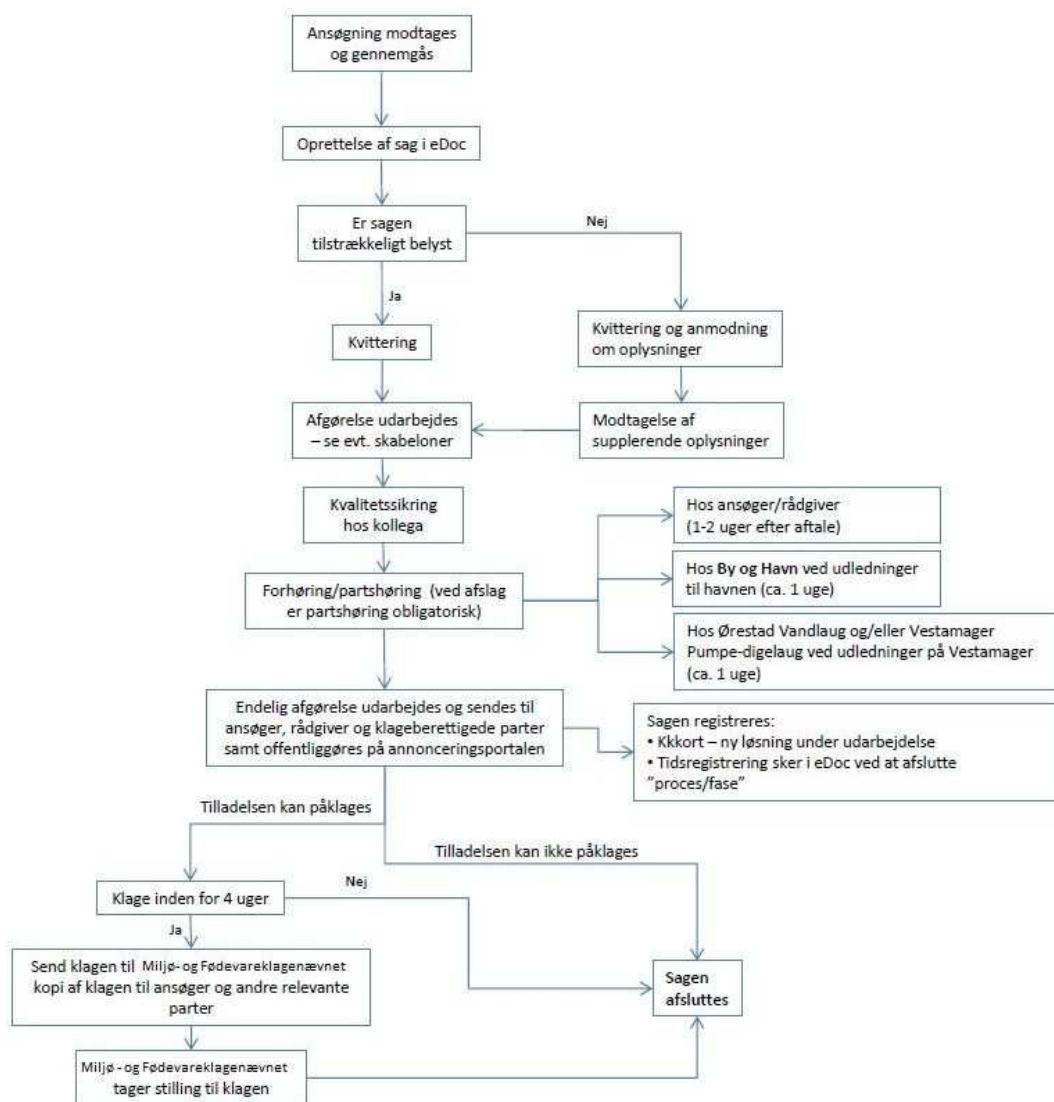 Ansøgning modtages
og gennemgås
Oprettelse af sag i eDoc
Er sagen
tilstrækkeligt belyst
Nej
Ja
Kvittering
Kvittering og anmodning
om oplysninger
Afgørelse udarbejdes
– se evt. skabeloner
Modtagelse af
supplerende oplysninger
Kvalitetssikring
hos kollega
Hos ansøger/rådgiver
(1-2 uger efter aftale)
Forhøring/partshøring (ved afslag
er partshøring obligatorisk)
Hos By og Havn ved udledninger
til havnen (ca. 1 uge)
Hos Ørestad Vandlaug og/eller Vestamager
Pumpe-digelaug ved udledninger på Vestamager
(ca. 1 uge)
Endelig afgørelse udarbejdes og sendes til
ansøger, rådgiver og klageberettigede parter
samt offentliggøres på annonceringsportalen
Sagen registreres:
• Kkkort – ny løsning under udarbejdelse
• Tidsregistrering sker i eDoc ved at afslutte
”proces/fase”
Tilladelsen kan påklages
Tilladelsen kan ikke påklages
Klage inden for 4 uger
Nej
Ja
Send klagen til Miljø- og Fødevareklagenævnet
kopi af klagen til ansøger og andre relevante
parter
Sagen
afsluttes
Miljø- og Fødevareklagenævnet
tager stilling til klagen